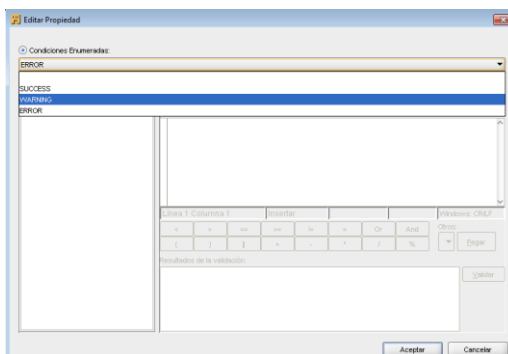 Editar Propiedad
Condiciones Enumeradas:
ERROR
SUCCESS
WARNING
ERROR
Línea 1 Columna 1 Insertar Windows: CR/LF
Or And Otros:
% Pegar
Resultados de la validación:
Validar
Aceptar Cancelar